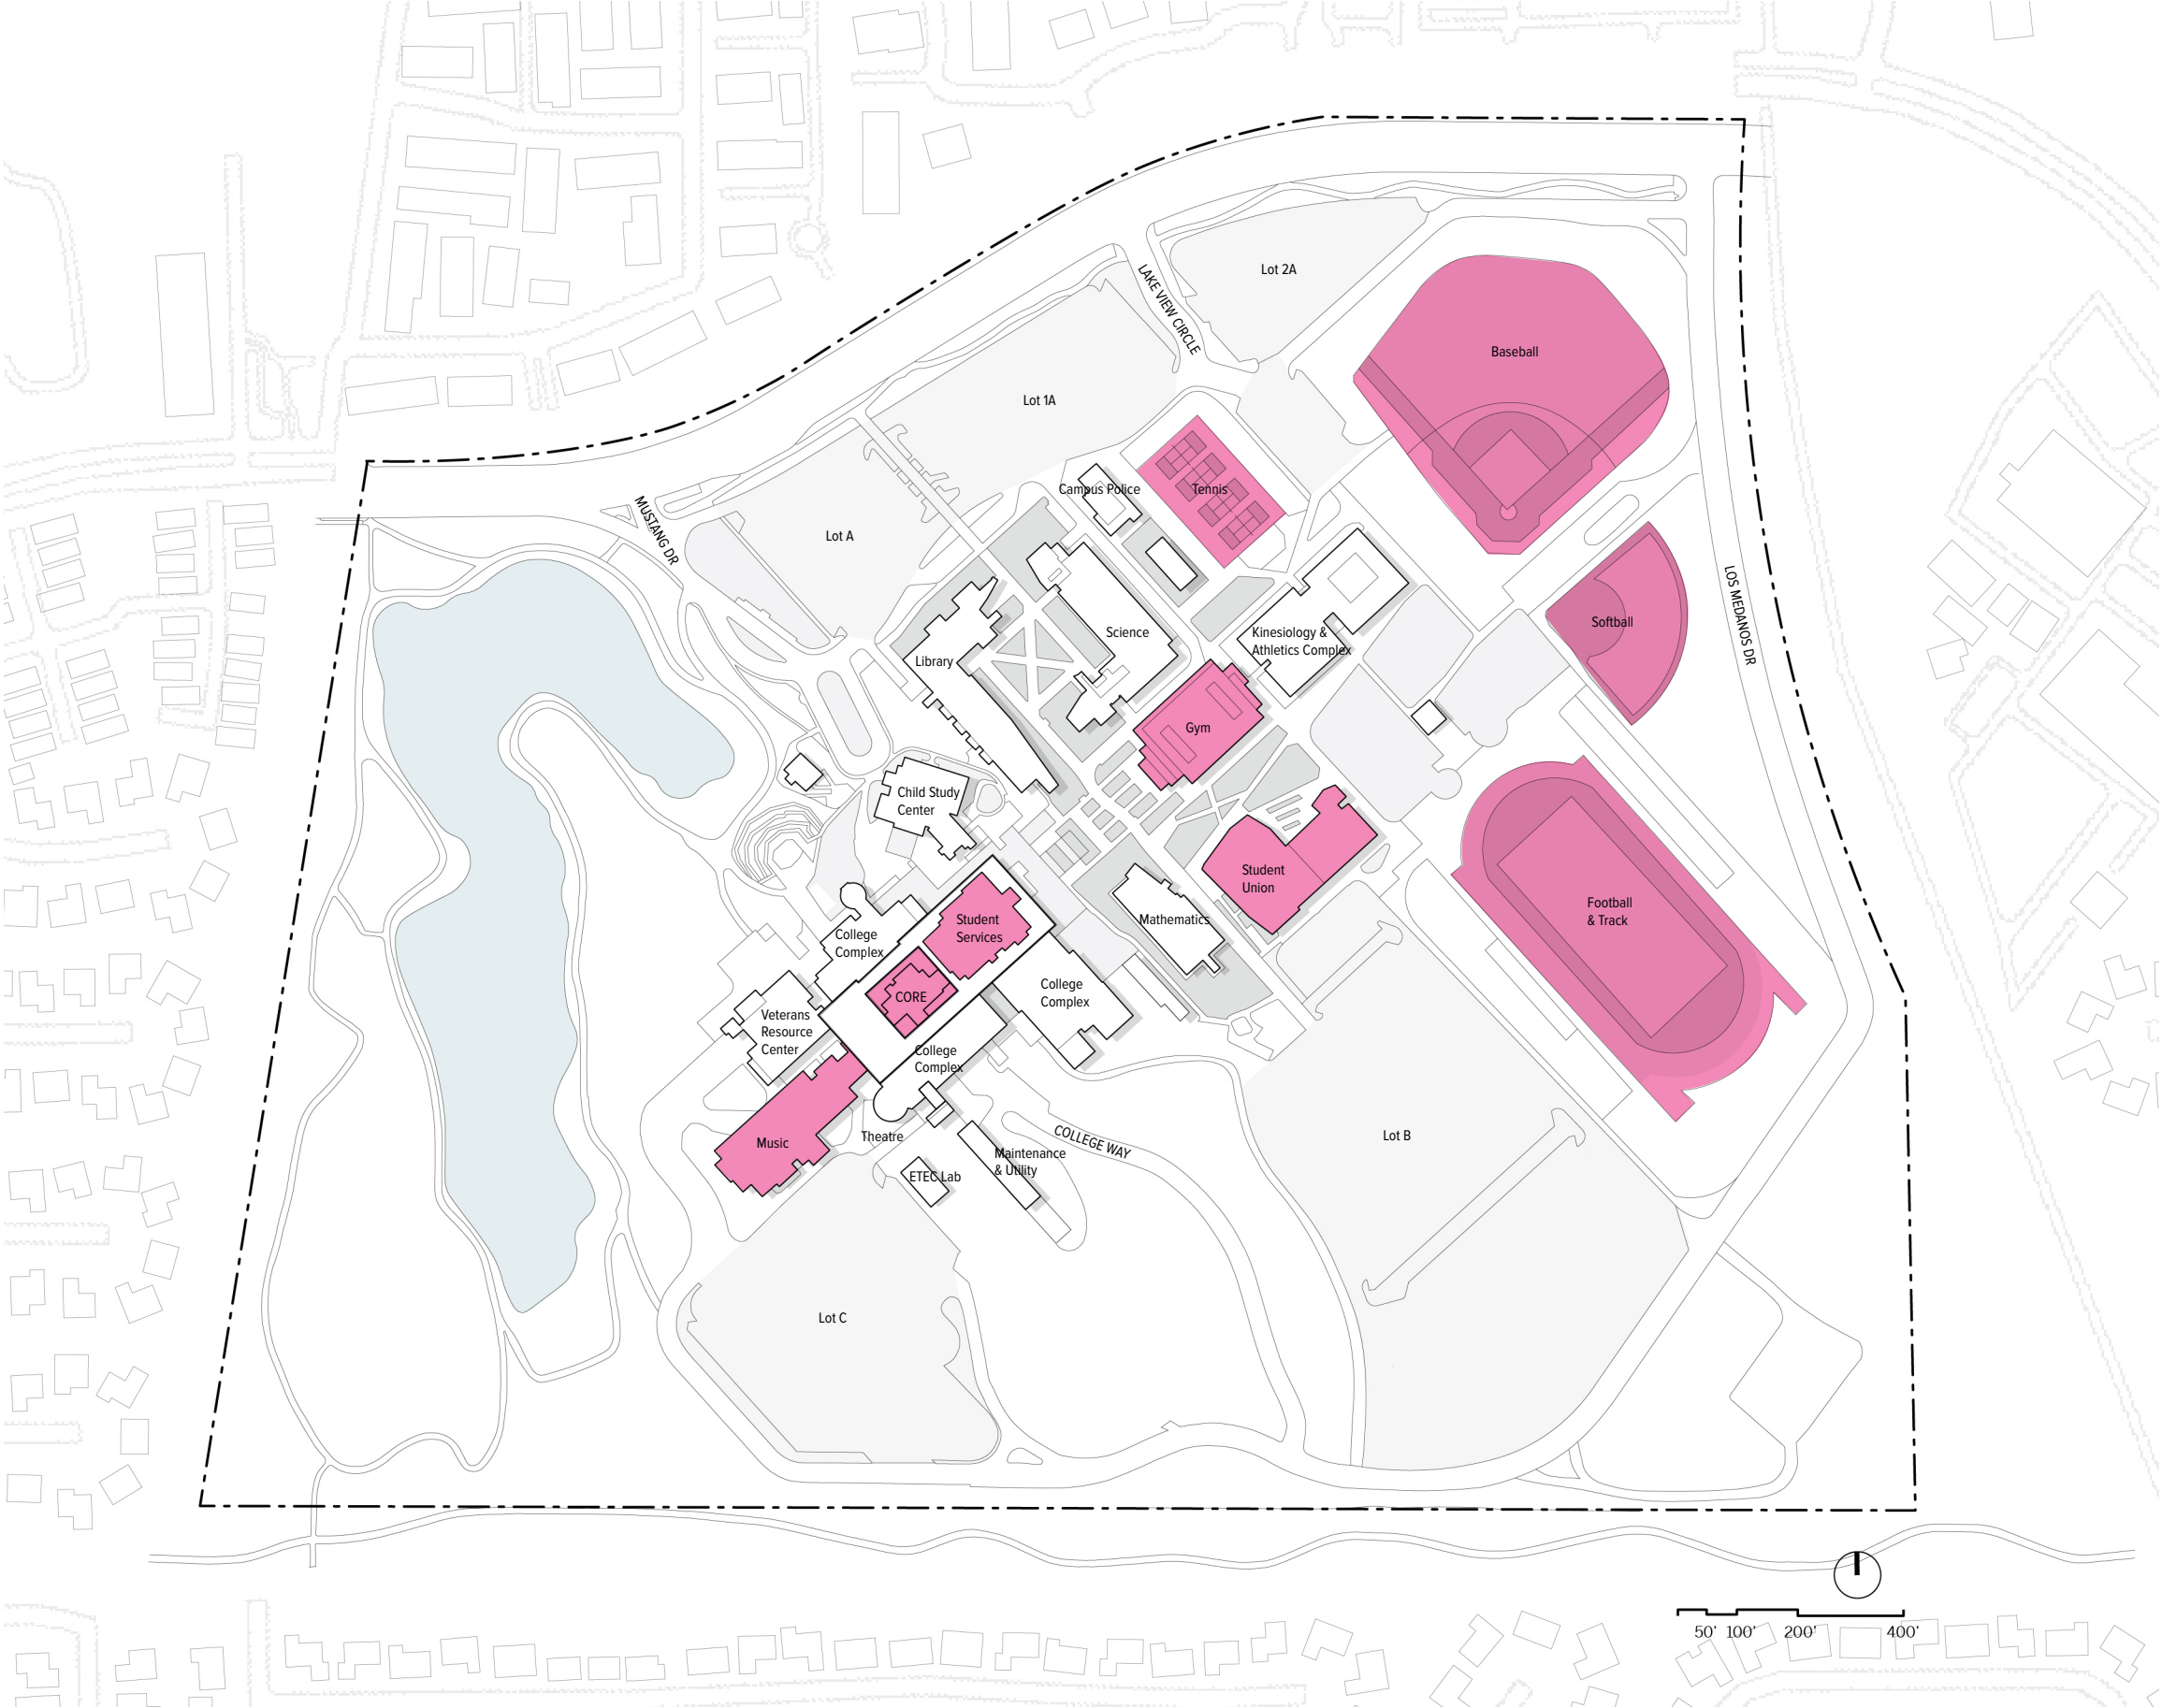 Lot 2A
LAKE VIEW CIRCLE
Baseball
Lot 1A
Campus Police
Tennis
MUSTANG DR
Lot A
LOS MEDANOS DR
Softball
Science
Kinesiology &
Athletics Complex
Library
Gym
Child Study
Center
Student
Union
Football
& Track
Mathematics
Student
Services
College
Complex
CORE
College
Complex
Veterans
Resource
Center
College
Complex
Music
Theatre
COLLEGE WAY
Lot B
Maintenance
& Utility
ETEC Lab
Lot C
50' 100' 200' 400'